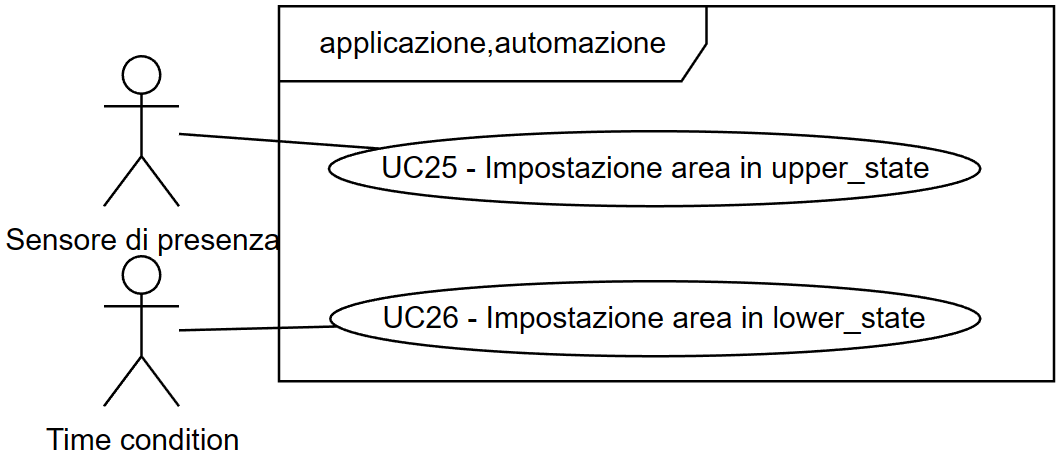 applicazione,automazione
UC25 - Impostazione area in upper_state
Sensore di presenza
UC26 - Impostazione area in lower_state
Time condition